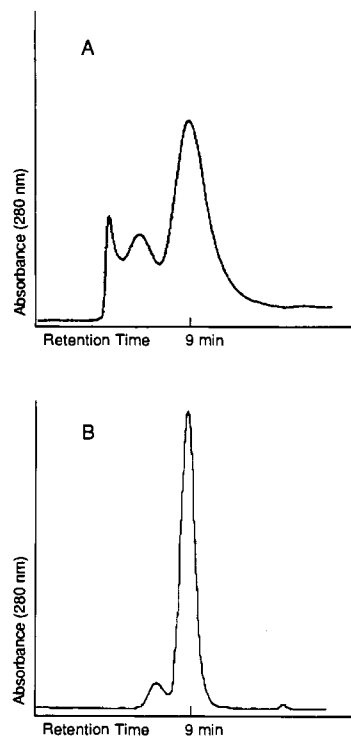 A
Absorbance (280 nm)
Retention Time 9 min
B
Absorbance (280 nm)
Retention Time 9 min